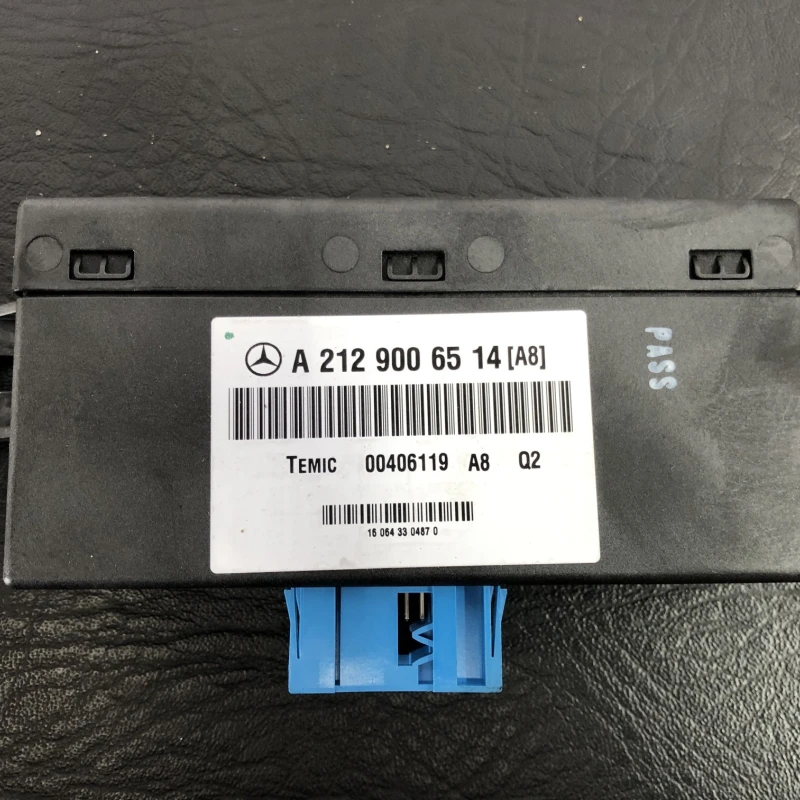 A 212 900 65 14 [A8]
TEMIC 00406119 A8 Q2
16 064 33 0487 0
PASS